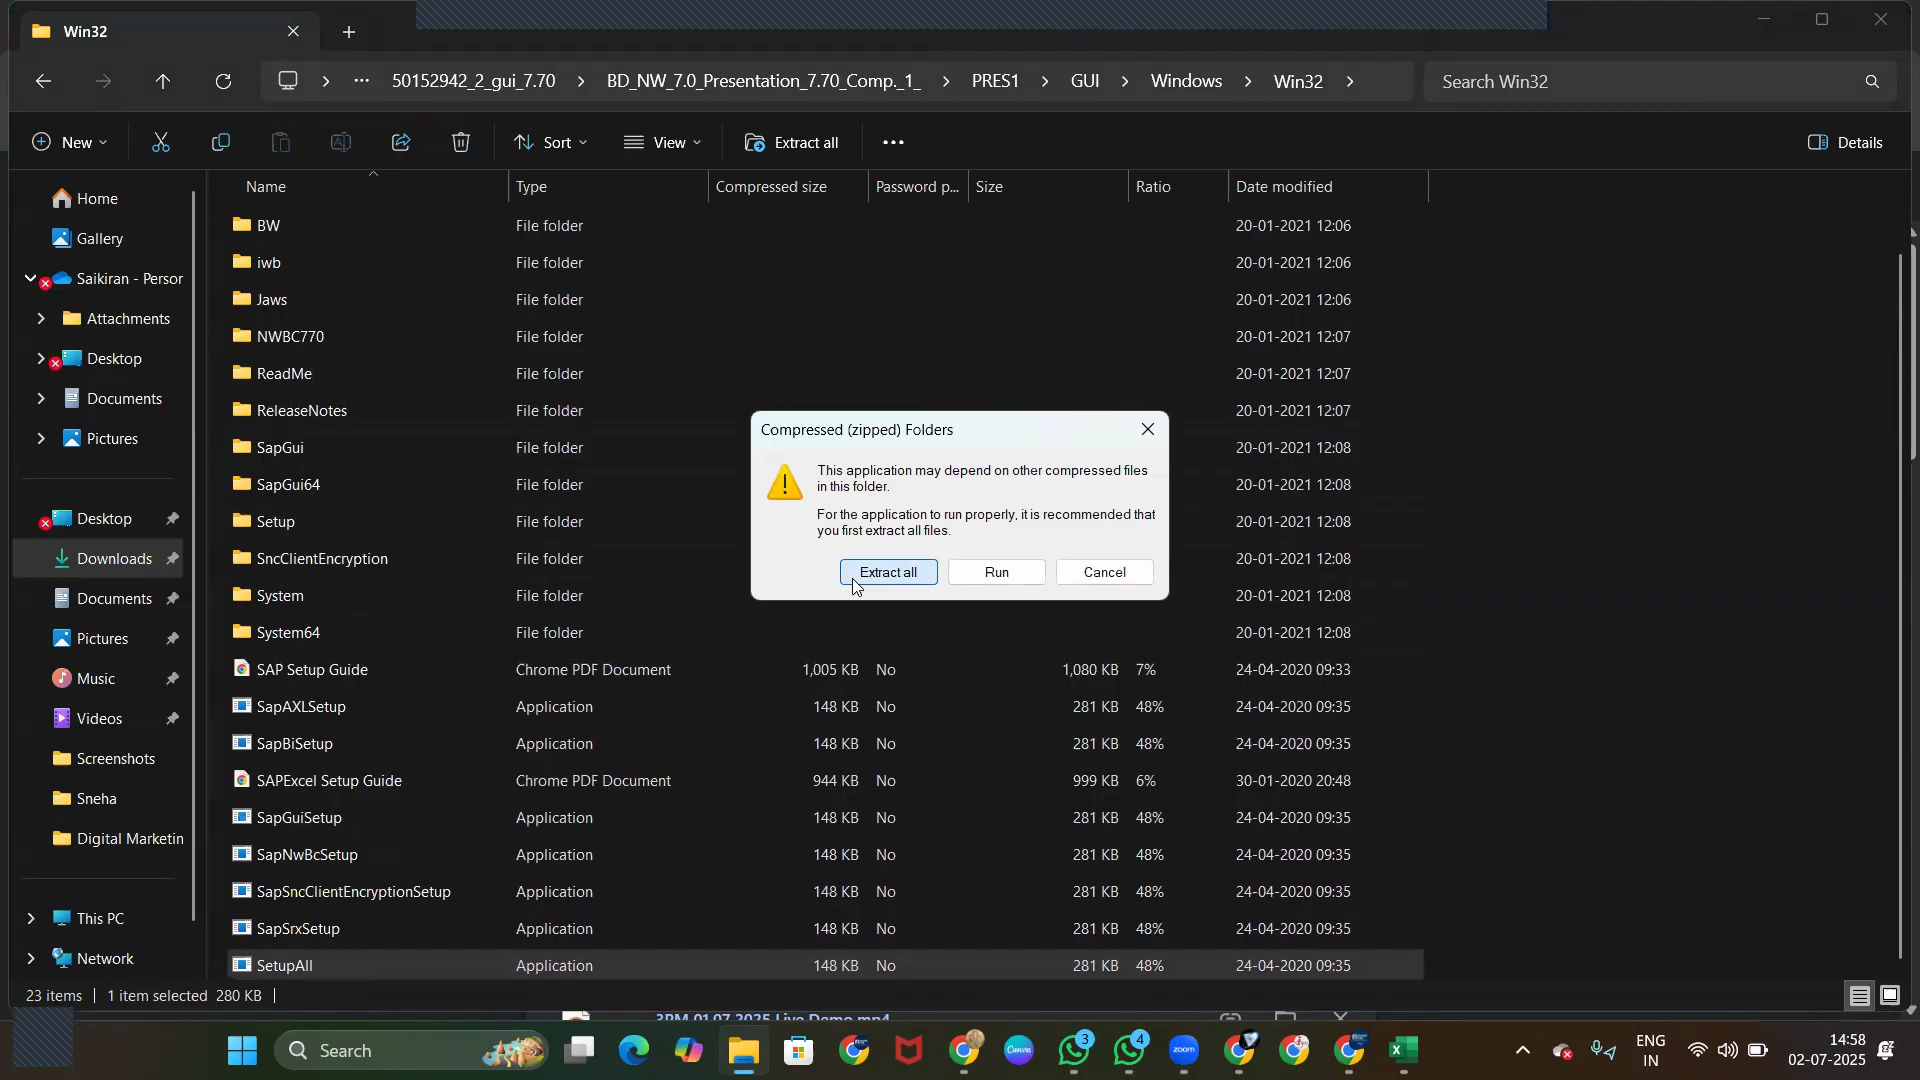 Win32
50152942_2_gui_7.70 > BD_NW_7.0_Presentation_7.70_Comp._1_ > PRES1 > GUI > Windows > Win32 >
Search Win32
New
Sort
View
Extract all
Details
Name Type Compressed size Password p... Size Ratio Date modified
Home
Gallery
Saikiran - Persor
Attachments
Desktop
Documents
Pictures
Desktop
Downloads
Documents
Pictures
Music
Videos
Screenshots
Sneha
Digital Marketin
This PC
Network
BW File folder 20-01-2021 12:06
iwb File folder 20-01-2021 12:06
Jaws File folder 20-01-2021 12:06
NWBC770 File folder 20-01-2021 12:07
ReadMe File folder 20-01-2021 12:07
ReleaseNotes File folder 20-01-2021 12:07
SapGui File folder 20-01-2021 12:08
SapGui64 File folder 20-01-2021 12:08
Setup File folder 20-01-2021 12:08
SncClientEncryption File folder 20-01-2021 12:08
System File folder 20-01-2021 12:08
System64 File folder 20-01-2021 12:08
SAP Setup Guide Chrome PDF Document 1,005 KB No 1,080 KB 7% 24-04-2020 09:33
SapAXLSetup Application 148 KB No 281 KB 48% 24-04-2020 09:35
SapBiSetup Application 148 KB No 281 KB 48% 24-04-2020 09:35
SAPExcel Setup Guide Chrome PDF Document 944 KB No 999 KB 6% 30-01-2020 20:48
SapGuiSetup Application 148 KB No 281 KB 48% 24-04-2020 09:35
SapNwBcSetup Application 148 KB No 281 KB 48% 24-04-2020 09:35
SapSncClientEncryptionSetup Application 148 KB No 281 KB 48% 24-04-2020 09:35
SapSrxSetup Application 148 KB No 281 KB 48% 24-04-2020 09:35
SetupAll Application 148 KB No 281 KB 48% 24-04-2020 09:35
Compressed (zipped) Folders
This application may depend on other compressed files
in this folder.
For the application to run properly, it is recommended that
you first extract all files.
Extract all
Run
Cancel
23 items
1 item selected 280 KB
3PM 01.07.2025 Live Demo.mp4
Search
Canva
3
4
zoom
ENG
IN
14:58
02-07-2025